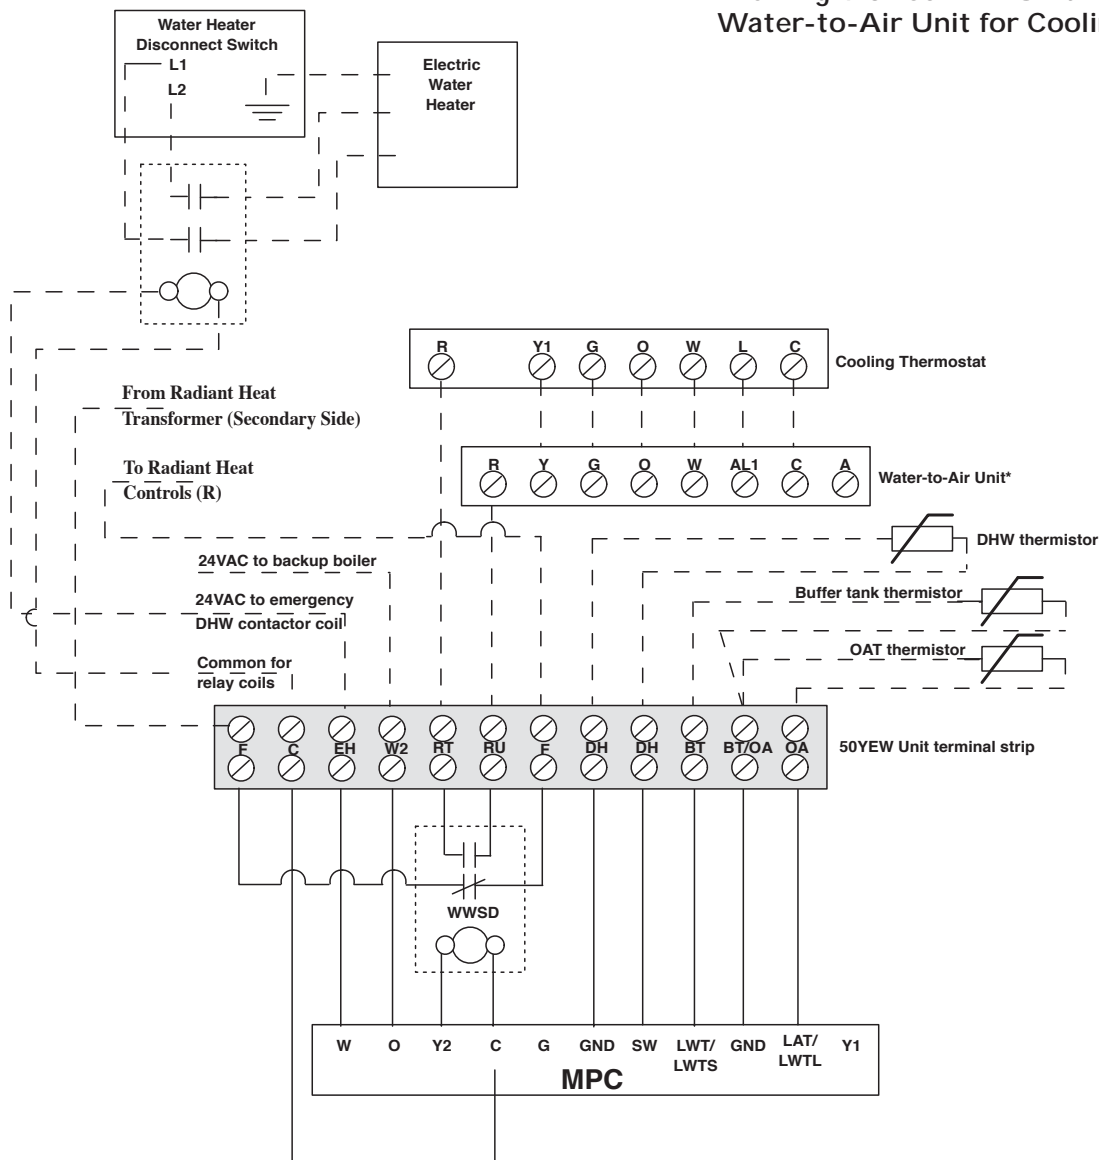 Water-to-Air Unit for Cooli
Water Heater
Disconnect Switch
L1
L2
Electric
Water
Heater
R Y1 G O W L C
Cooling Thermostat
From Radiant Heat
Transformer (Secondary Side)
To Radiant Heat
Controls (R)
R Y G O W AL1 C A
Water-to-Air Unit*
DHW thermistor
24VAC to backup boiler
Buffer tank thermistor
24VAC to emergency
DHW contactor coil
OAT thermistor
Common for
relay coils
F C EH W2 RT RU F DH DH BT BT/OA OA
50YEW Unit terminal strip
WWSD
W O Y2 C G GND SW LWT/ GND LAT/ Y1
LWTS LWTL
MPC